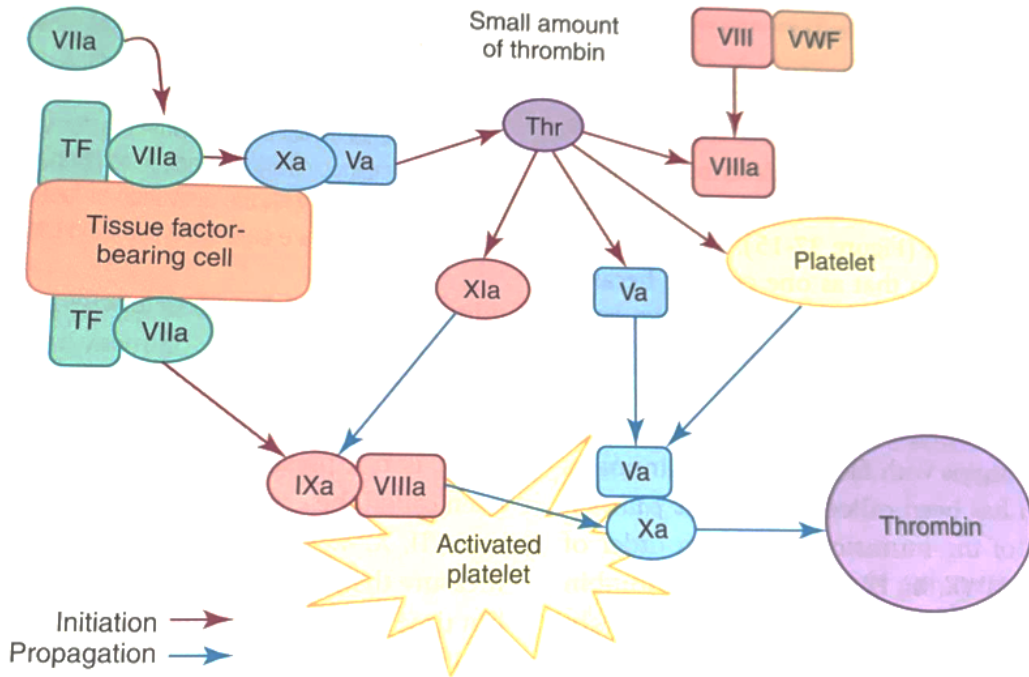 VIIa
Small amount
of thrombin
VIII
VWF
TF
VIIa
Xa
Va
Thr
VIIIa
Tissue factor-
bearing cell
Platelet
XIa
Va
TF
VIIa
IXa
VIIIa
Va
Xa
Thrombin
Activated
platelet
Initiation
Propagation